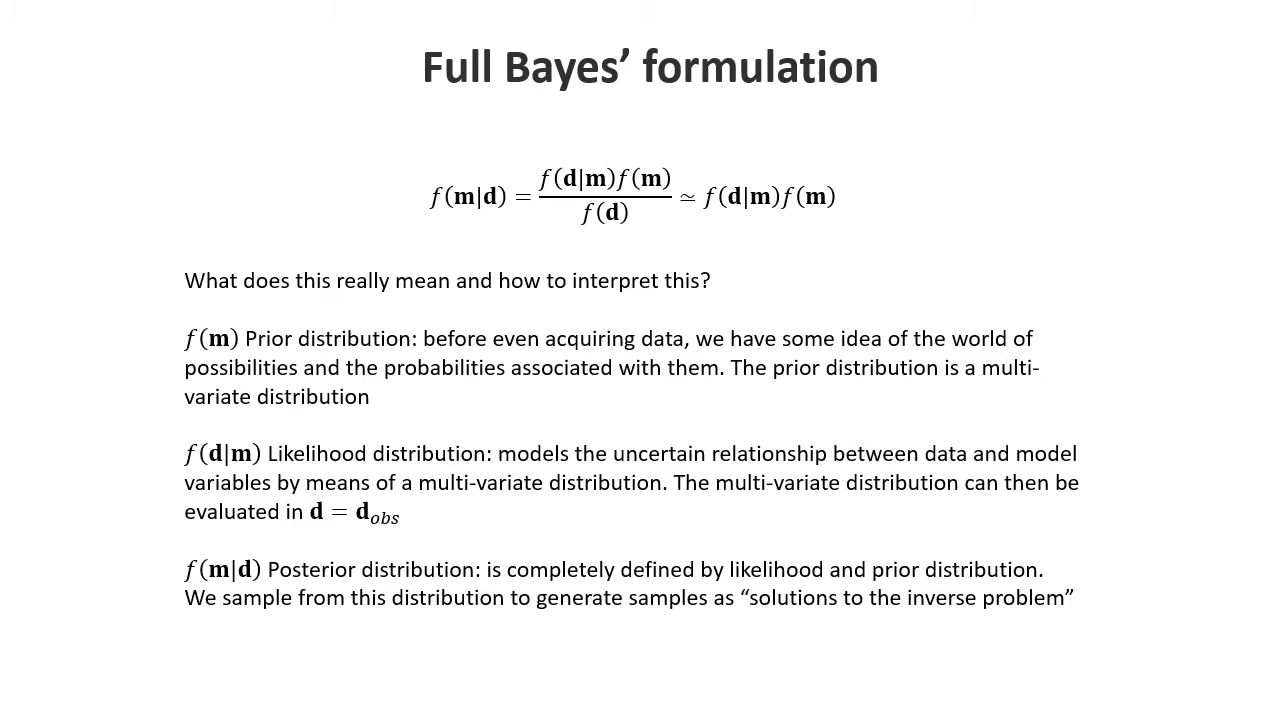 Full Bayes’ formulation
f(m|d) = f(d|m)f(m) / f(d) ≃ f(d|m)f(m)
What does this really mean and how to interpret this?
f(m) Prior distribution: before even acquiring data, we have some idea of the world of
possibilities and the probabilities associated with them. The prior distribution is a multi-
variate distribution
f(d|m) Likelihood distribution: models the uncertain relationship between data and model
variables by means of a multi-variate distribution. The multi-variate distribution can then be
evaluated in d = d_obs
f(m|d) Posterior distribution: is completely defined by likelihood and prior distribution.
We sample from this distribution to generate samples as “solutions to the inverse problem”